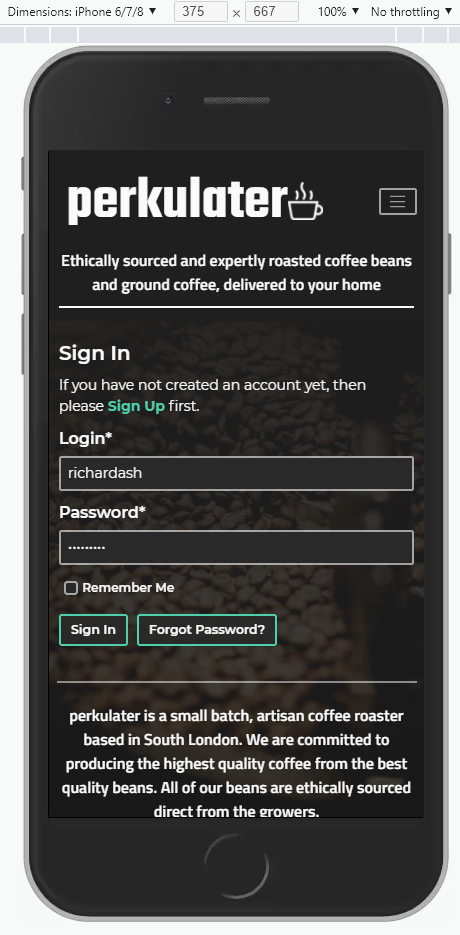 Dimensions: iPhone 6/7/8 ▼ 375 × 667 100% ▼ No throttling ▼
perkulater
Ethically sourced and expertly roasted coffee beans
and ground coffee, delivered to your home
Sign In
If you have not created an account yet, then
please Sign Up first.
Login*
richardash
Password*
•••••••••
Remember Me
Sign In Forgot Password?
perkulater is a small batch, artisan coffee roaster
based in South London. We are committed to
producing the highest quality coffee from the best
quality beans. All of our beans are ethically sourced
direct from the growers.